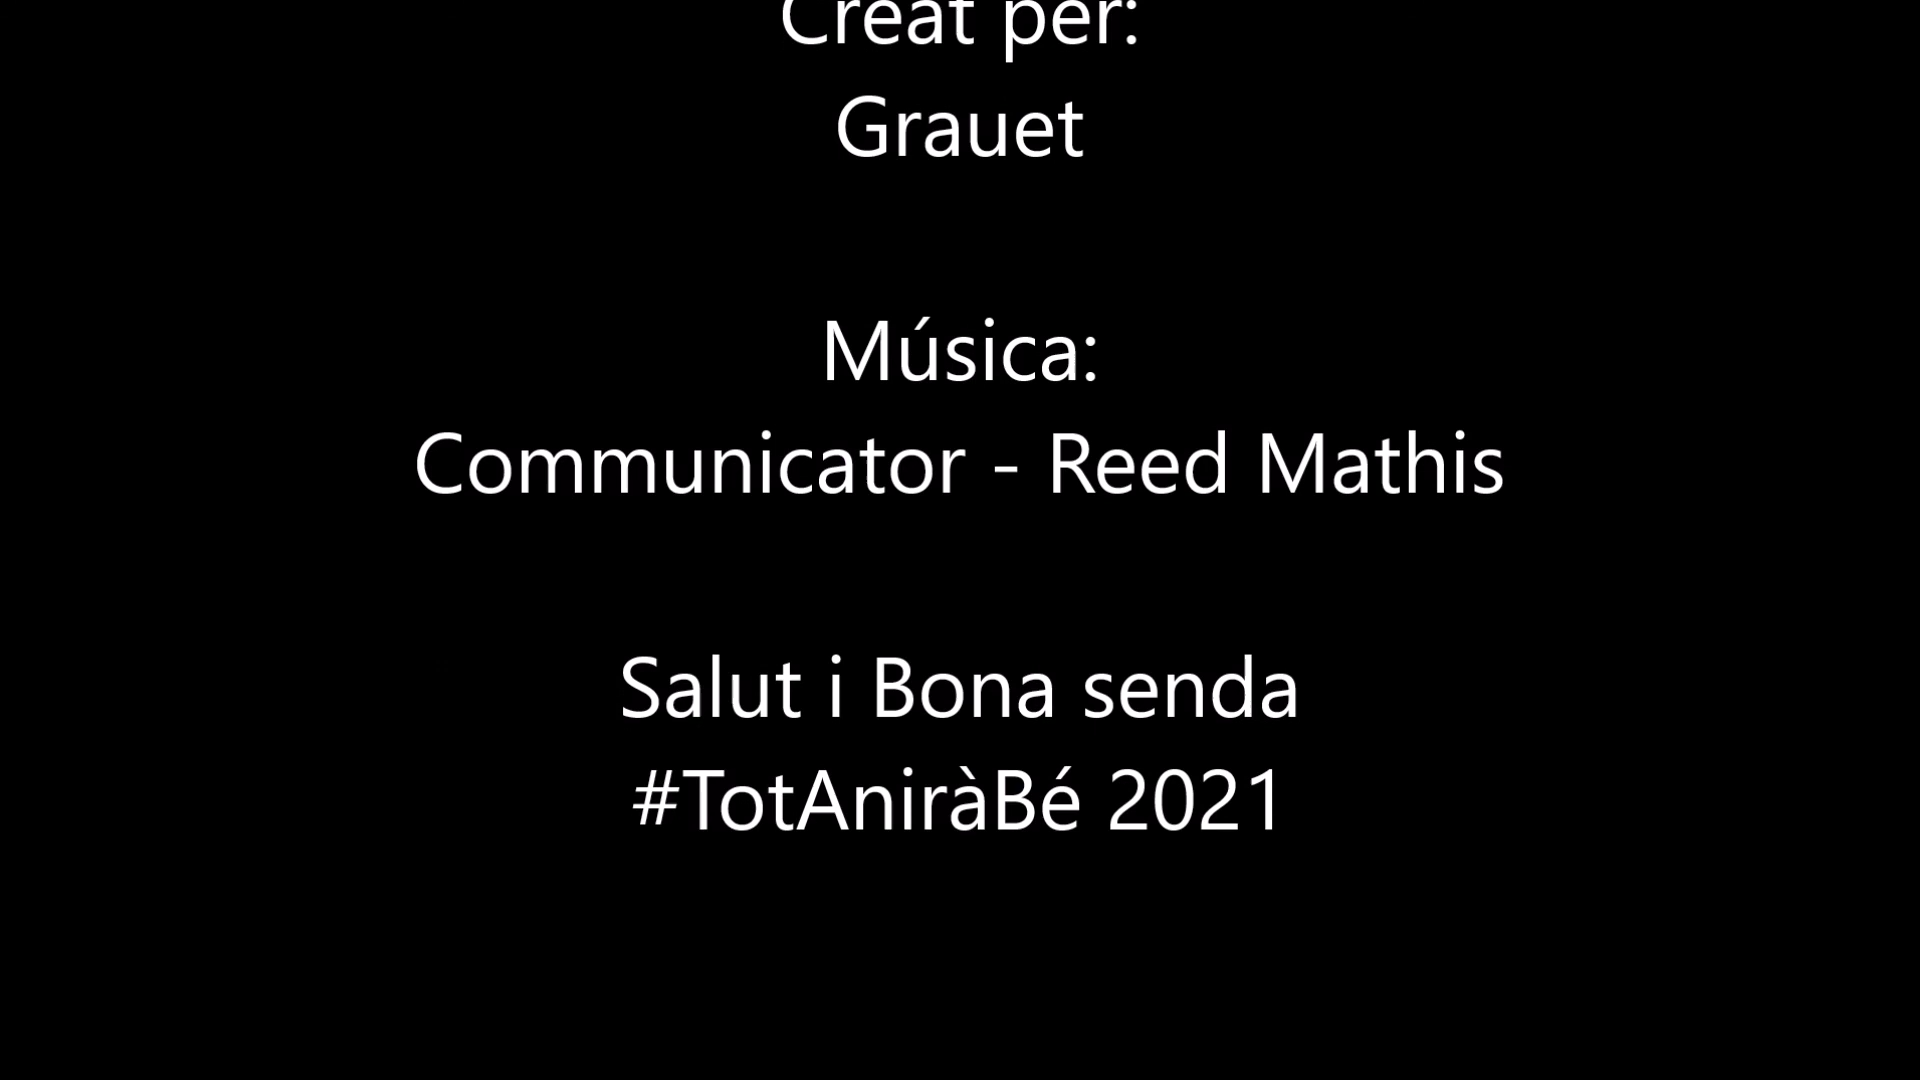 Creat per:
Grauet
Música:
Communicator - Reed Mathis
Salut i Bona senda
#TotAniràBé 2021